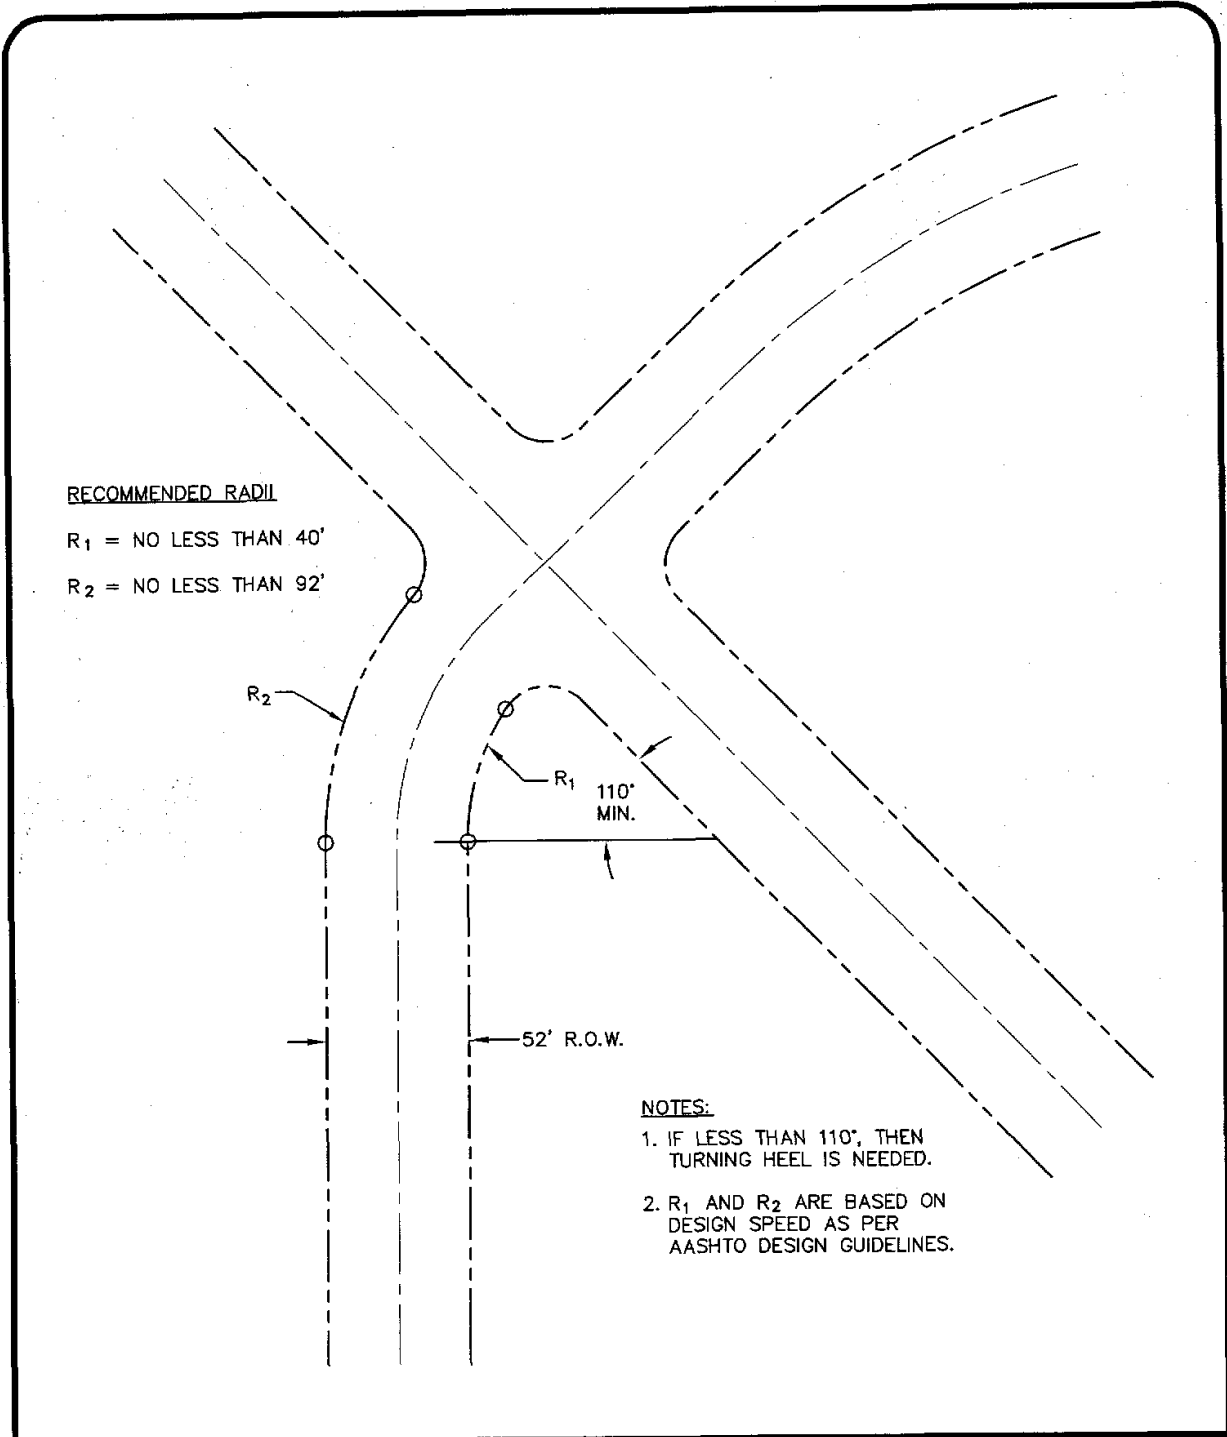 RECOMMENDED RADII
R₁ = NO LESS THAN 40'
R₂ = NO LESS THAN 92'
R₂
R₁
110°
MIN.
52' R.O.W.
NOTES:
1. IF LESS THAN 110°, THEN
TURNING HEEL IS NEEDED.
2. R₁ AND R₂ ARE BASED ON
DESIGN SPEED AS PER
AASHTO DESIGN GUIDELINES.